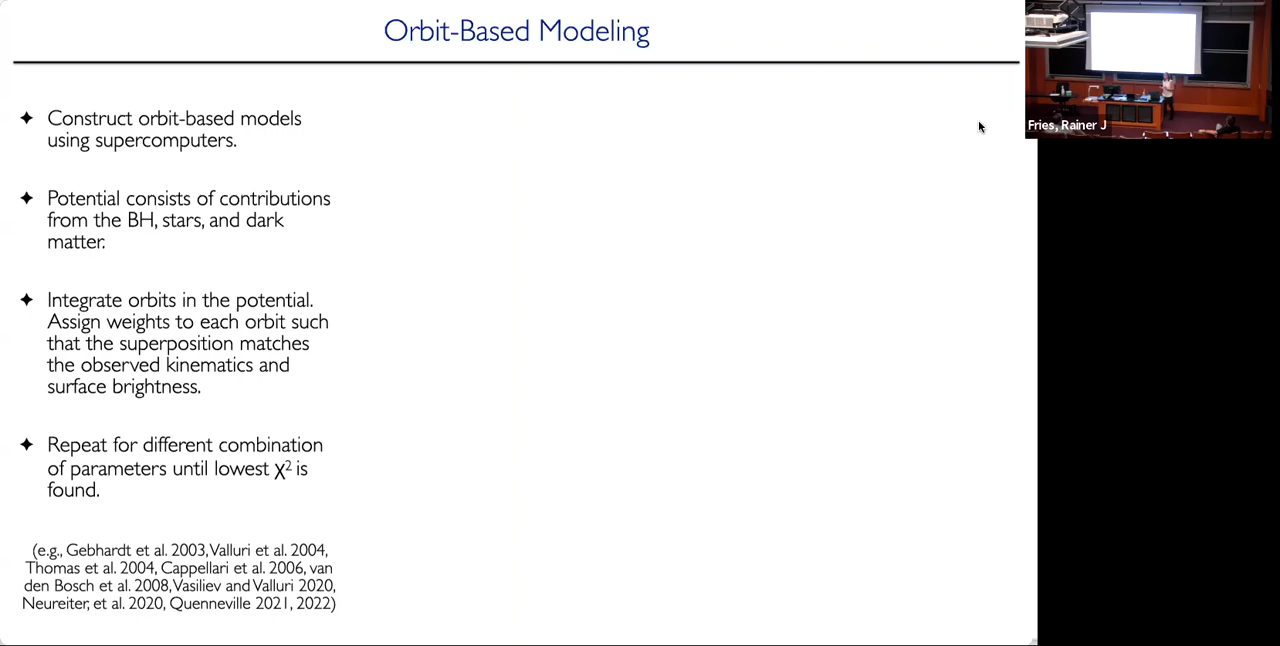 Orbit-Based Modeling
✦ Construct orbit-based models
using supercomputers.
✦ Potential consists of contributions
from the BH, stars, and dark
matter.
✦ Integrate orbits in the potential.
Assign weights to each orbit such
that the superposition matches
the observed kinematics and
surface brightness.
✦ Repeat for different combination
of parameters until lowest χ² is
found.
(e.g., Gebhardt et al. 2003, Valluri et al. 2004,
Thomas et al. 2004, Cappellari et al. 2006, van
den Bosch et al. 2008, Vasiliev and Valluri 2020,
Neureiter, et al. 2020, Quenneville 2021, 2022)
Fries, Rainer J